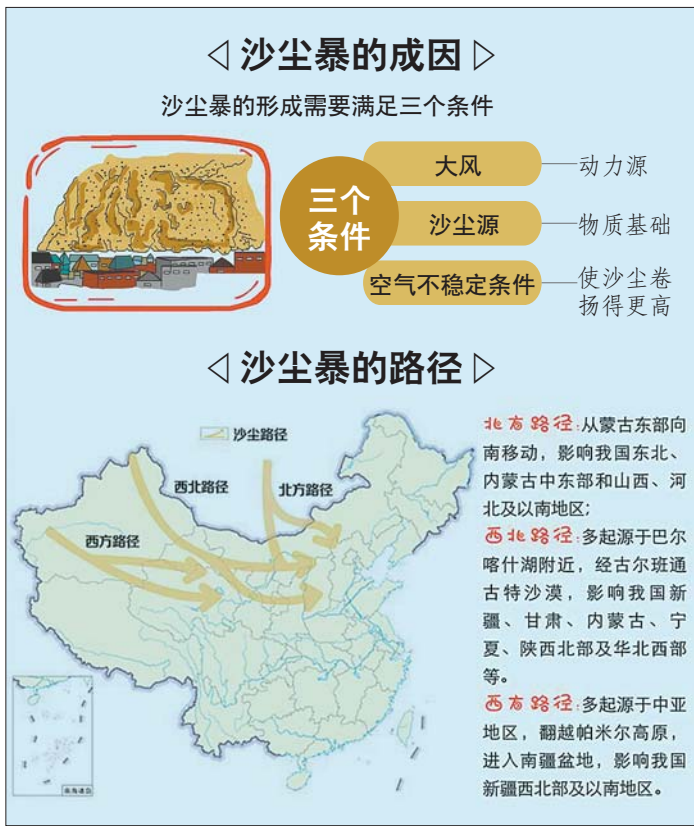 ◁ 沙尘暴的成因 ▷
沙尘暴的形成需要满足三个条件
三个
条件
大风
动力源
沙尘源
物质基础
空气不稳定条件
使沙尘卷
扬得更高
◁ 沙尘暴的路径 ▷
沙尘路径
西北路径
北方路径
西方路径
南海诸岛
北方路径:从蒙古东部向
南移动，影响我国东北、
内蒙古中东部和山西、河
北及以南地区;
西北路径:多起源于巴尔
喀什湖附近，经古尔班通
古特沙漠，影响我国新
疆、甘肃、内蒙古、宁
夏、陕西北部及华北西部
等。
西方路径:多起源于中亚
地区，翻越帕米尔高原，
进入南疆盆地，影响我国
新疆西北部及以南地区。